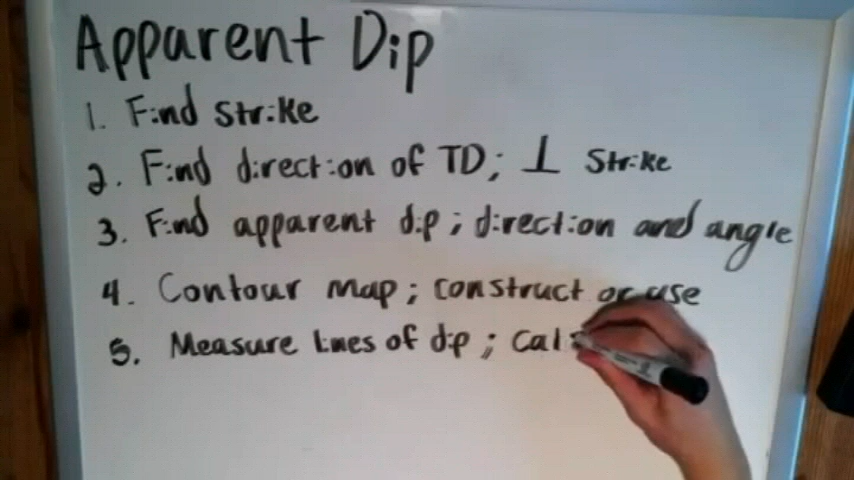 Apparent Dip
1. Find strike
2. Find direction of TD; ⊥ strike
3. Find apparent dip; direction and angle
4. Contour map; construct or use
5. Measure lines of dip; Cal